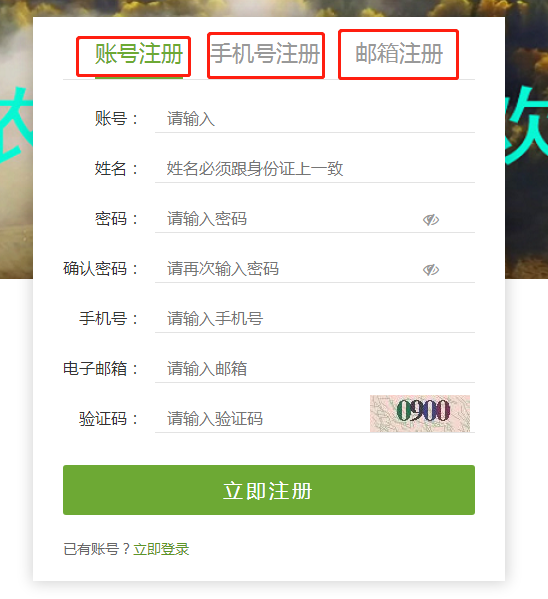 账号注册 手机号注册 邮箱注册
账号： 请输入
姓名： 姓名必须跟身份证上一致
密码： 请输入密码
确认密码： 请再次输入密码
手机号： 请输入手机号
电子邮箱： 请输入邮箱
验证码： 请输入验证码 0900
立即注册
已有账号？立即登录